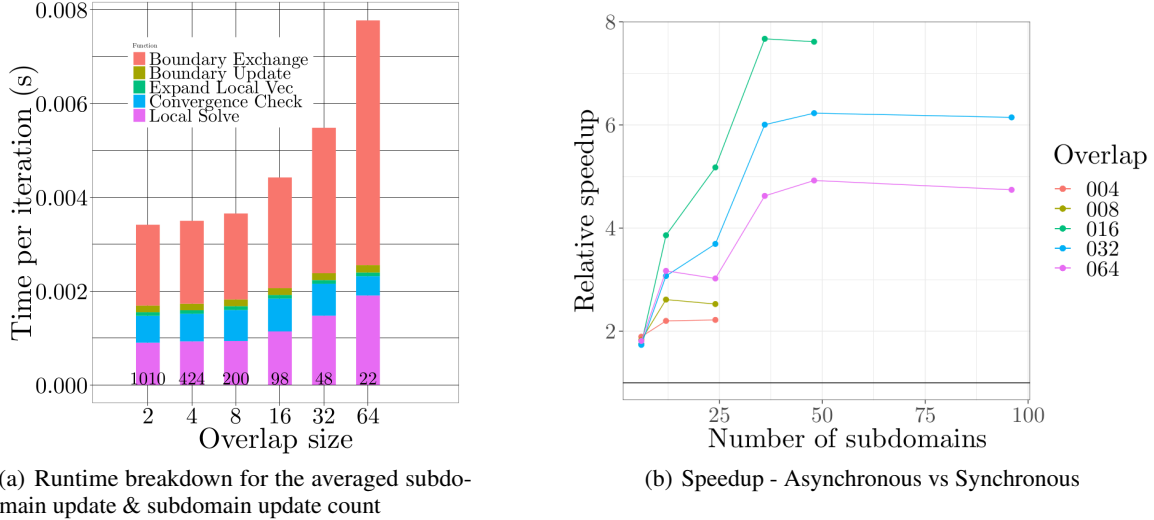 0.008
0.006
0.004
0.002
0.000
Time per iteration (s)
Function
Boundary Exchange
Boundary Update
Expand Local Vec
Convergence Check
Local Solve
1010 424 200 98 48 22
2 4 8 16 32 64
Overlap size
(a) Runtime breakdown for the averaged subdo-
main update & subdomain update count
8
6
4
2
Relative speedup
25 50 75 100
Number of subdomains
Overlap
004
008
016
032
064
(b) Speedup - Asynchronous vs Synchronous